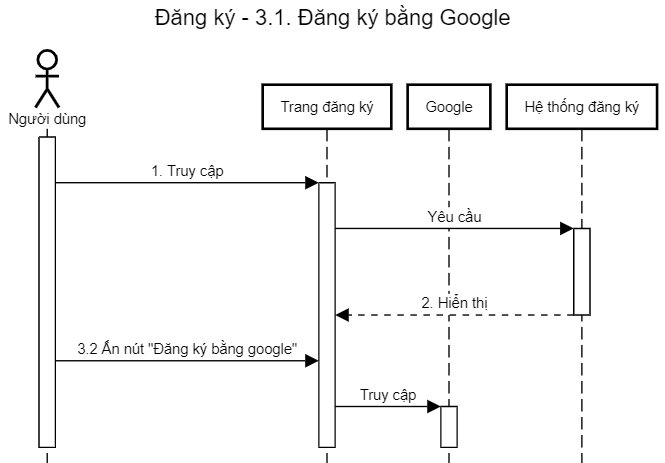 Đăng ký - 3.1. Đăng ký bằng Google
Người dùng
Trang đăng ký
Google
Hệ thống đăng ký
1. Truy cập
Yêu cầu
2. Hiển thị
3.2 Ấn nút "Đăng ký bằng google"
Truy cập